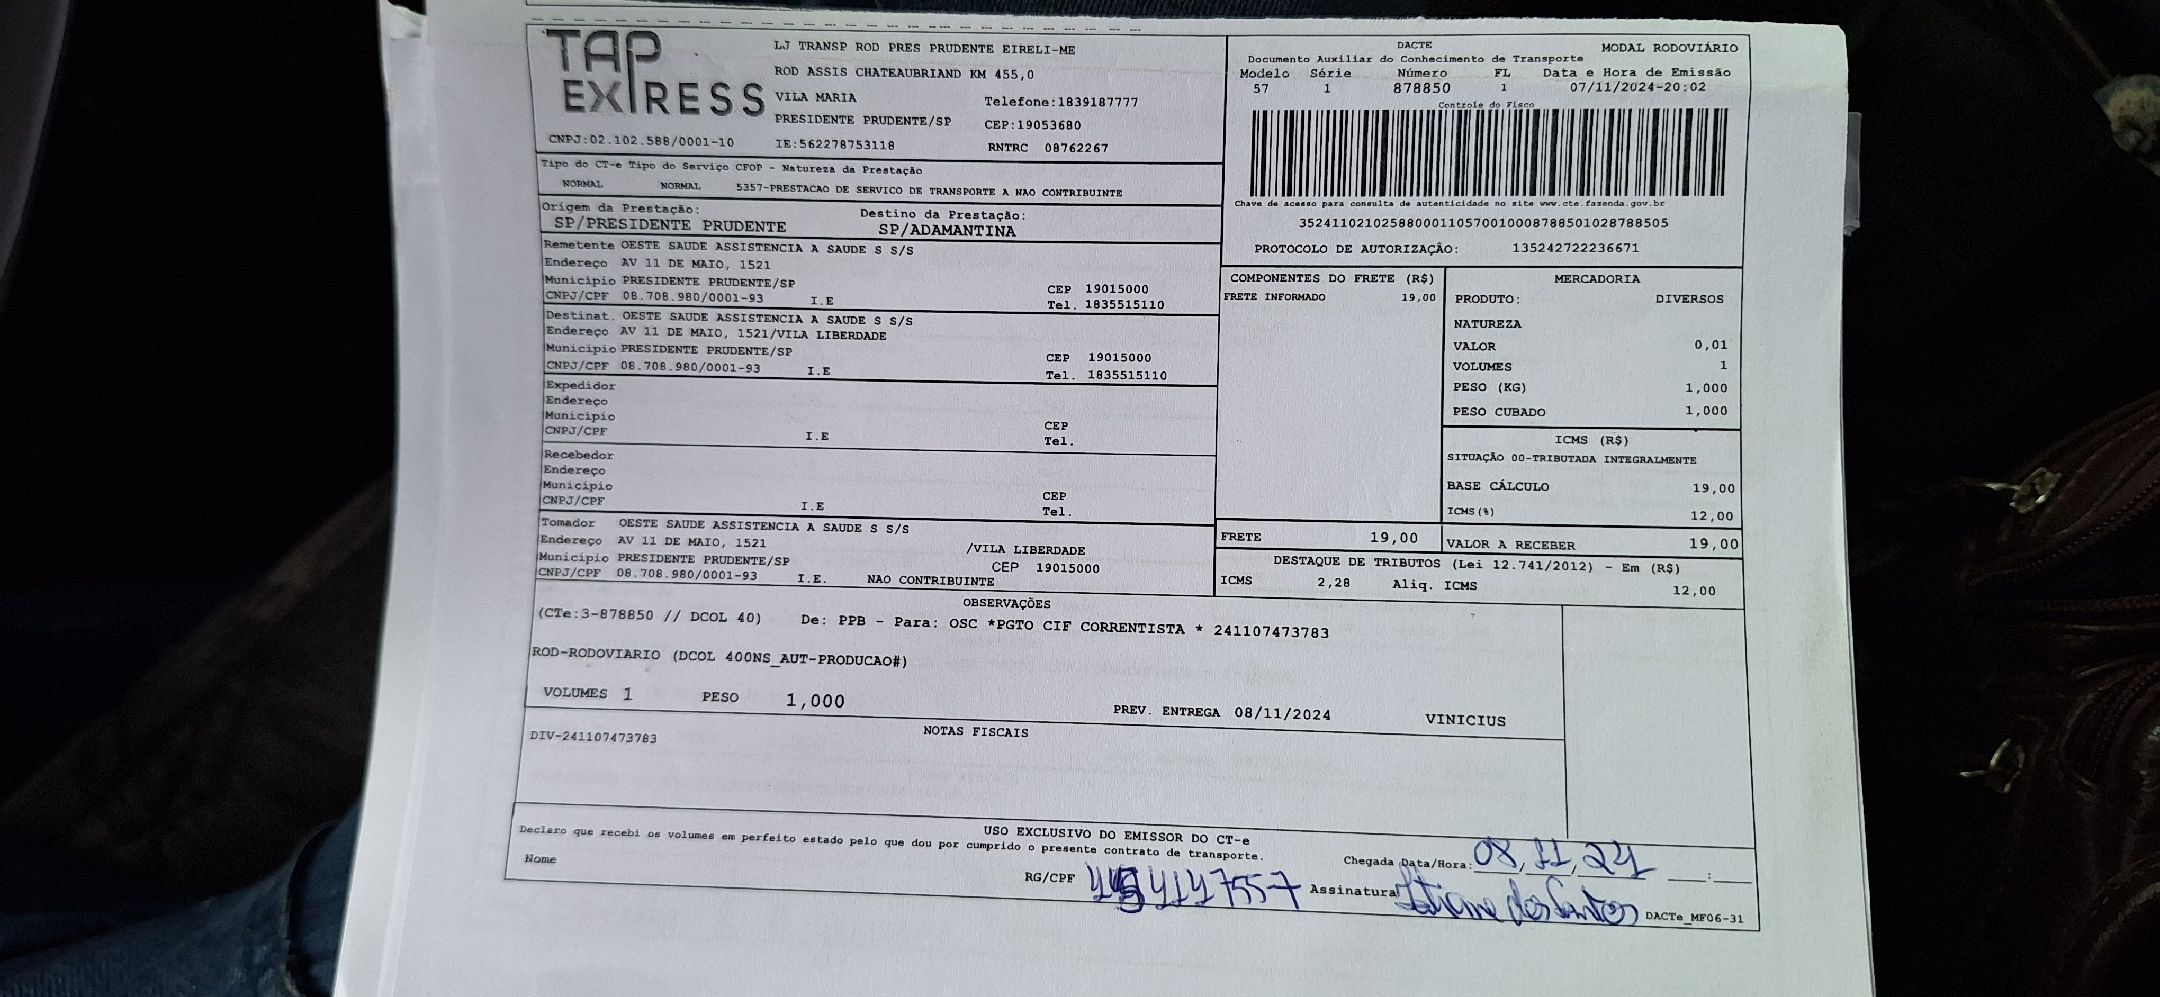 TAP EXPRESS
LJ TRANSP ROD PRES PRUDENTE EIRELI-ME
ROD ASSIS CHATEAUBRIAND KM 455,0
VILA MARIA Telefone:1839187777
PRESIDENTE PRUDENTE/SP CEP:19053680
CNPJ:02.102.588/0001-10 IE:562278753118 RNTRC 08762267
DACTE MODAL RODOVIÁRIO
Documento Auxiliar do Conhecimento de Transporte
Modelo Série Número FL Data e Hora de Emissão
57 1 878850 1 07/11/2024-20:02
Controle do Fisco
Chave de acesso para consulta de autenticidade no site www.cte.fazenda.gov.br
35241102102588000110570010008788501028788505
PROTOCOLO DE AUTORIZAÇÃO: 135242722236671
Tipo do CT-e Tipo do Serviço CFOP - Natureza da Prestação
NORMAL NORMAL 5357-PRESTACAO DE SERVICO DE TRANSPORTE A NAO CONTRIBUINTE
Origem da Prestação: Destino da Prestação:
SP/PRESIDENTE PRUDENTE SP/ADAMANTINA
Remetente OESTE SAUDE ASSISTENCIA A SAUDE S S/S
Endereço AV 11 DE MAIO, 1521
Município PRESIDENTE PRUDENTE/SP CEP 19015000
CNPJ/CPF 08.708.980/0001-93 I.E Tel. 1835515110
Destinat. OESTE SAUDE ASSISTENCIA A SAUDE S S/S
Endereço AV 11 DE MAIO, 1521/VILA LIBERDADE
Município PRESIDENTE PRUDENTE/SP CEP 19015000
CNPJ/CPF 08.708.980/0001-93 I.E Tel. 1835515110
Expedidor
Endereço
Município CEP
CNPJ/CPF I.E Tel.
Recebedor
Endereço
Município CEP
CNPJ/CPF I.E Tel.
Tomador OESTE SAUDE ASSISTENCIA A SAUDE S S/S
Endereço AV 11 DE MAIO, 1521 /VILA LIBERDADE
Município PRESIDENTE PRUDENTE/SP CEP 19015000
CNPJ/CPF 08.708.980/0001-93 I.E. NAO CONTRIBUINTE
COMPONENTES DO FRETE (R$)
FRETE INFORMADO 19,00
FRETE 19,00
MERCADORIA
PRODUTO: DIVERSOS
NATUREZA
VALOR 0,01
VOLUMES 1
PESO (KG) 1,000
PESO CUBADO 1,000
ICMS (R$)
SITUAÇÃO 00-TRIBUTADA INTEGRALMENTE
BASE CÁLCULO 19,00
ICMS(%) 12,00
VALOR A RECEBER 19,00
DESTAQUE DE TRIBUTOS (Lei 12.741/2012) - Em (R$)
ICMS 2,28 Aliq. ICMS 12,00
OBSERVAÇÕES
(CTe:3-878850 // DCOL 40) De: PPB - Para: OSC *PGTO CIF CORRENTISTA * 241107473783
ROD-RODOVIARIO (DCOL 400NS_AUT-PRODUCAO#)
VOLUMES 1 PESO 1,000 PREV. ENTREGA 08/11/2024 VINICIUS
NOTAS FISCAIS
DIV-241107473783
USO EXCLUSIVO DO EMISSOR DO CT-e
Declaro que recebi os volumes em perfeito estado pelo que dou por cumprido o presente contrato de transporte.
Chegada Data/Hora: 08,11,24 __:__
Nome RG/CPF Assinatura dos Santos DACTe_MF06-31